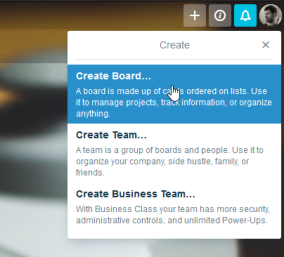 Create
Create Board…
A board is made up of cards ordered on lists. Use
it to manage projects, track information, or organize
anything.
Create Team…
A team is a group of boards and people. Use it to
organize your company, side hustle, family, or
friends.
Create Business Team…
With Business Class your team has more security,
administrative controls, and unlimited Power-Ups.